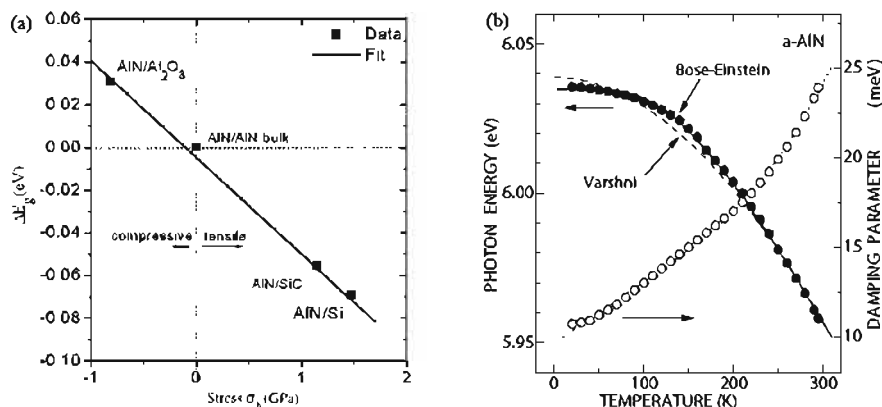 (a)
0.06
0.04
0.02
0.00
-0.02
-0.04
-0.06
-0.08
-0 10
ΔEg (eV)
Data
Fit
AlN/Al2O3
AlN/AlN bulk
compressive tensile
AlN/SiC
AlN/Si
-1 0 1 2
Stress σh (GPa)
(b)
a-AlN
6.05
6.00
5.95
PHOTON ENERGY (eV)
Bose-Einstein
Varshni
25
20
15
10
DAMPING PARAMETER (meV)
0 100 200 300
TEMPERATURE (K)